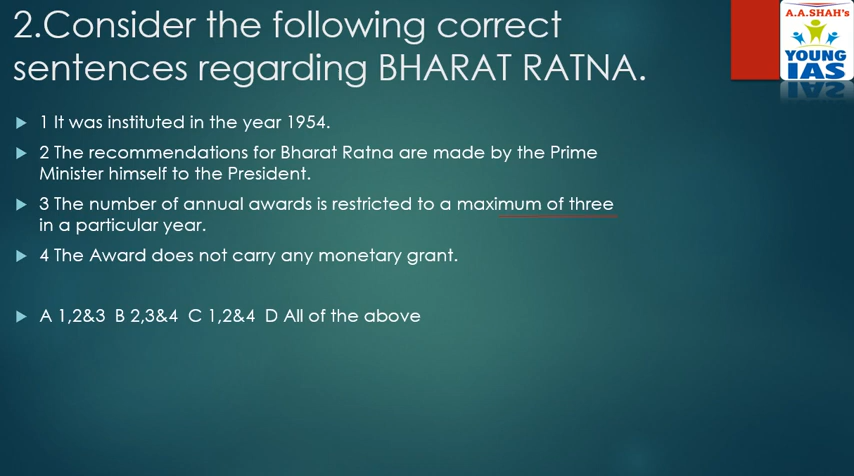 2.Consider the following correct
sentences regarding BHARAT RATNA.
A.A.SHAH's
YOUNG
IAS
1 It was instituted in the year 1954.
2 The recommendations for Bharat Ratna are made by the Prime
Minister himself to the President.
3 The number of annual awards is restricted to a maximum of three
in a particular year.
4 The Award does not carry any monetary grant.
A 1,2&3 B 2,3&4 C 1,2&4 D All of the above